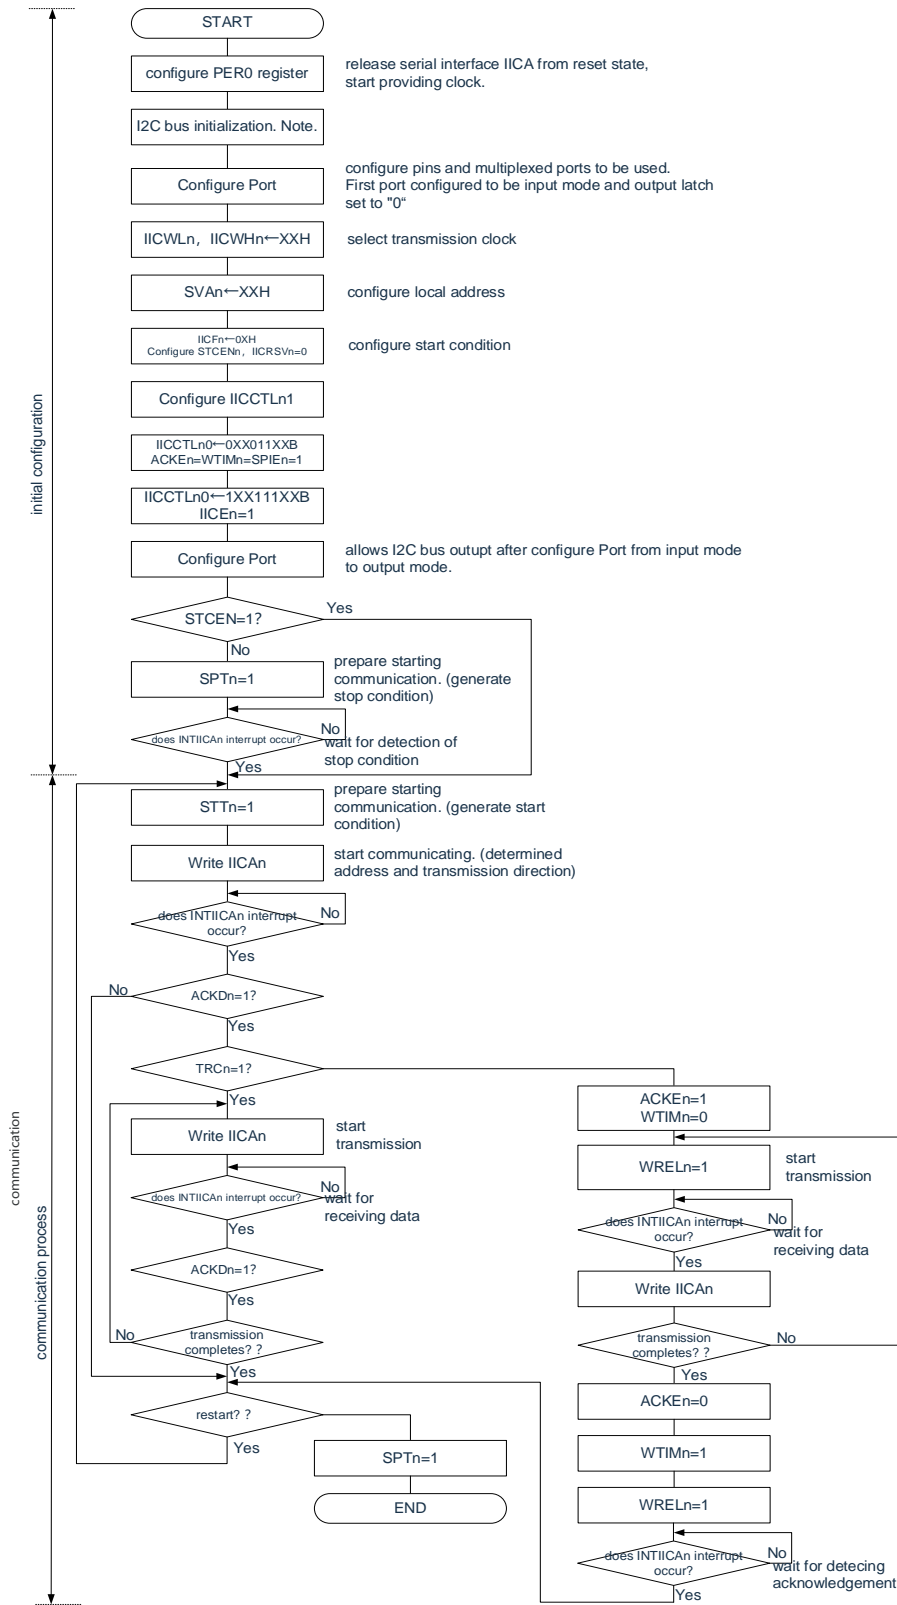 START
configure PER0 register
release serial interface IICA from reset state,
start providing clock.
I2C bus initialization. Note.
Configure Port
configure pins and multiplexed ports to be used.
First port configured to be input mode and output latch
set to "0“
IICWLn，IICWHn←XXH
select transmission clock
SVAn←XXH
configure local address
IICFn←0XH
Configure STCENn，IICRSVn=0
configure start condition
Configure IICCTLn1
IICCTLn0←0XX011XXB
ACKEn=WTIMn=SPIEn=1
IICCTLn0←1XX111XXB
IICEn=1
Configure Port
allows I2C bus outupt after configure Port from input mode
to output mode.
STCEN=1?
Yes
No
SPTn=1
prepare starting
communication. (generate
stop condition)
does INTIICAn interrupt occur?
No
wait for detection of
stop condition
Yes
initial configuration
STTn=1
prepare starting
communication. (generate start
condition)
Write IICAn
start communicating. (determined
address and transmission direction)
does INTIICAn interrupt
occur?
No
Yes
ACKDn=1?
No
Yes
TRCn=1?
Yes
Write IICAn
start
transmission
does INTIICAn interrupt occur?
No
wait for
receiving data
Yes
ACKDn=1?
Yes
transmission
completes? ?
No
Yes
restart? ?
Yes
SPTn=1
END
ACKEn=1
WTIMn=0
WRELn=1
start
transmission
does INTIICAn interrupt
occur?
No
wait for
receiving data
Yes
Write IICAn
transmission
completes? ?
No
Yes
ACKEn=0
WTIMn=1
WRELn=1
does INTIICAn interrupt
occur?
No
wait for detecing
acknowledgement
Yes
communication
communication process